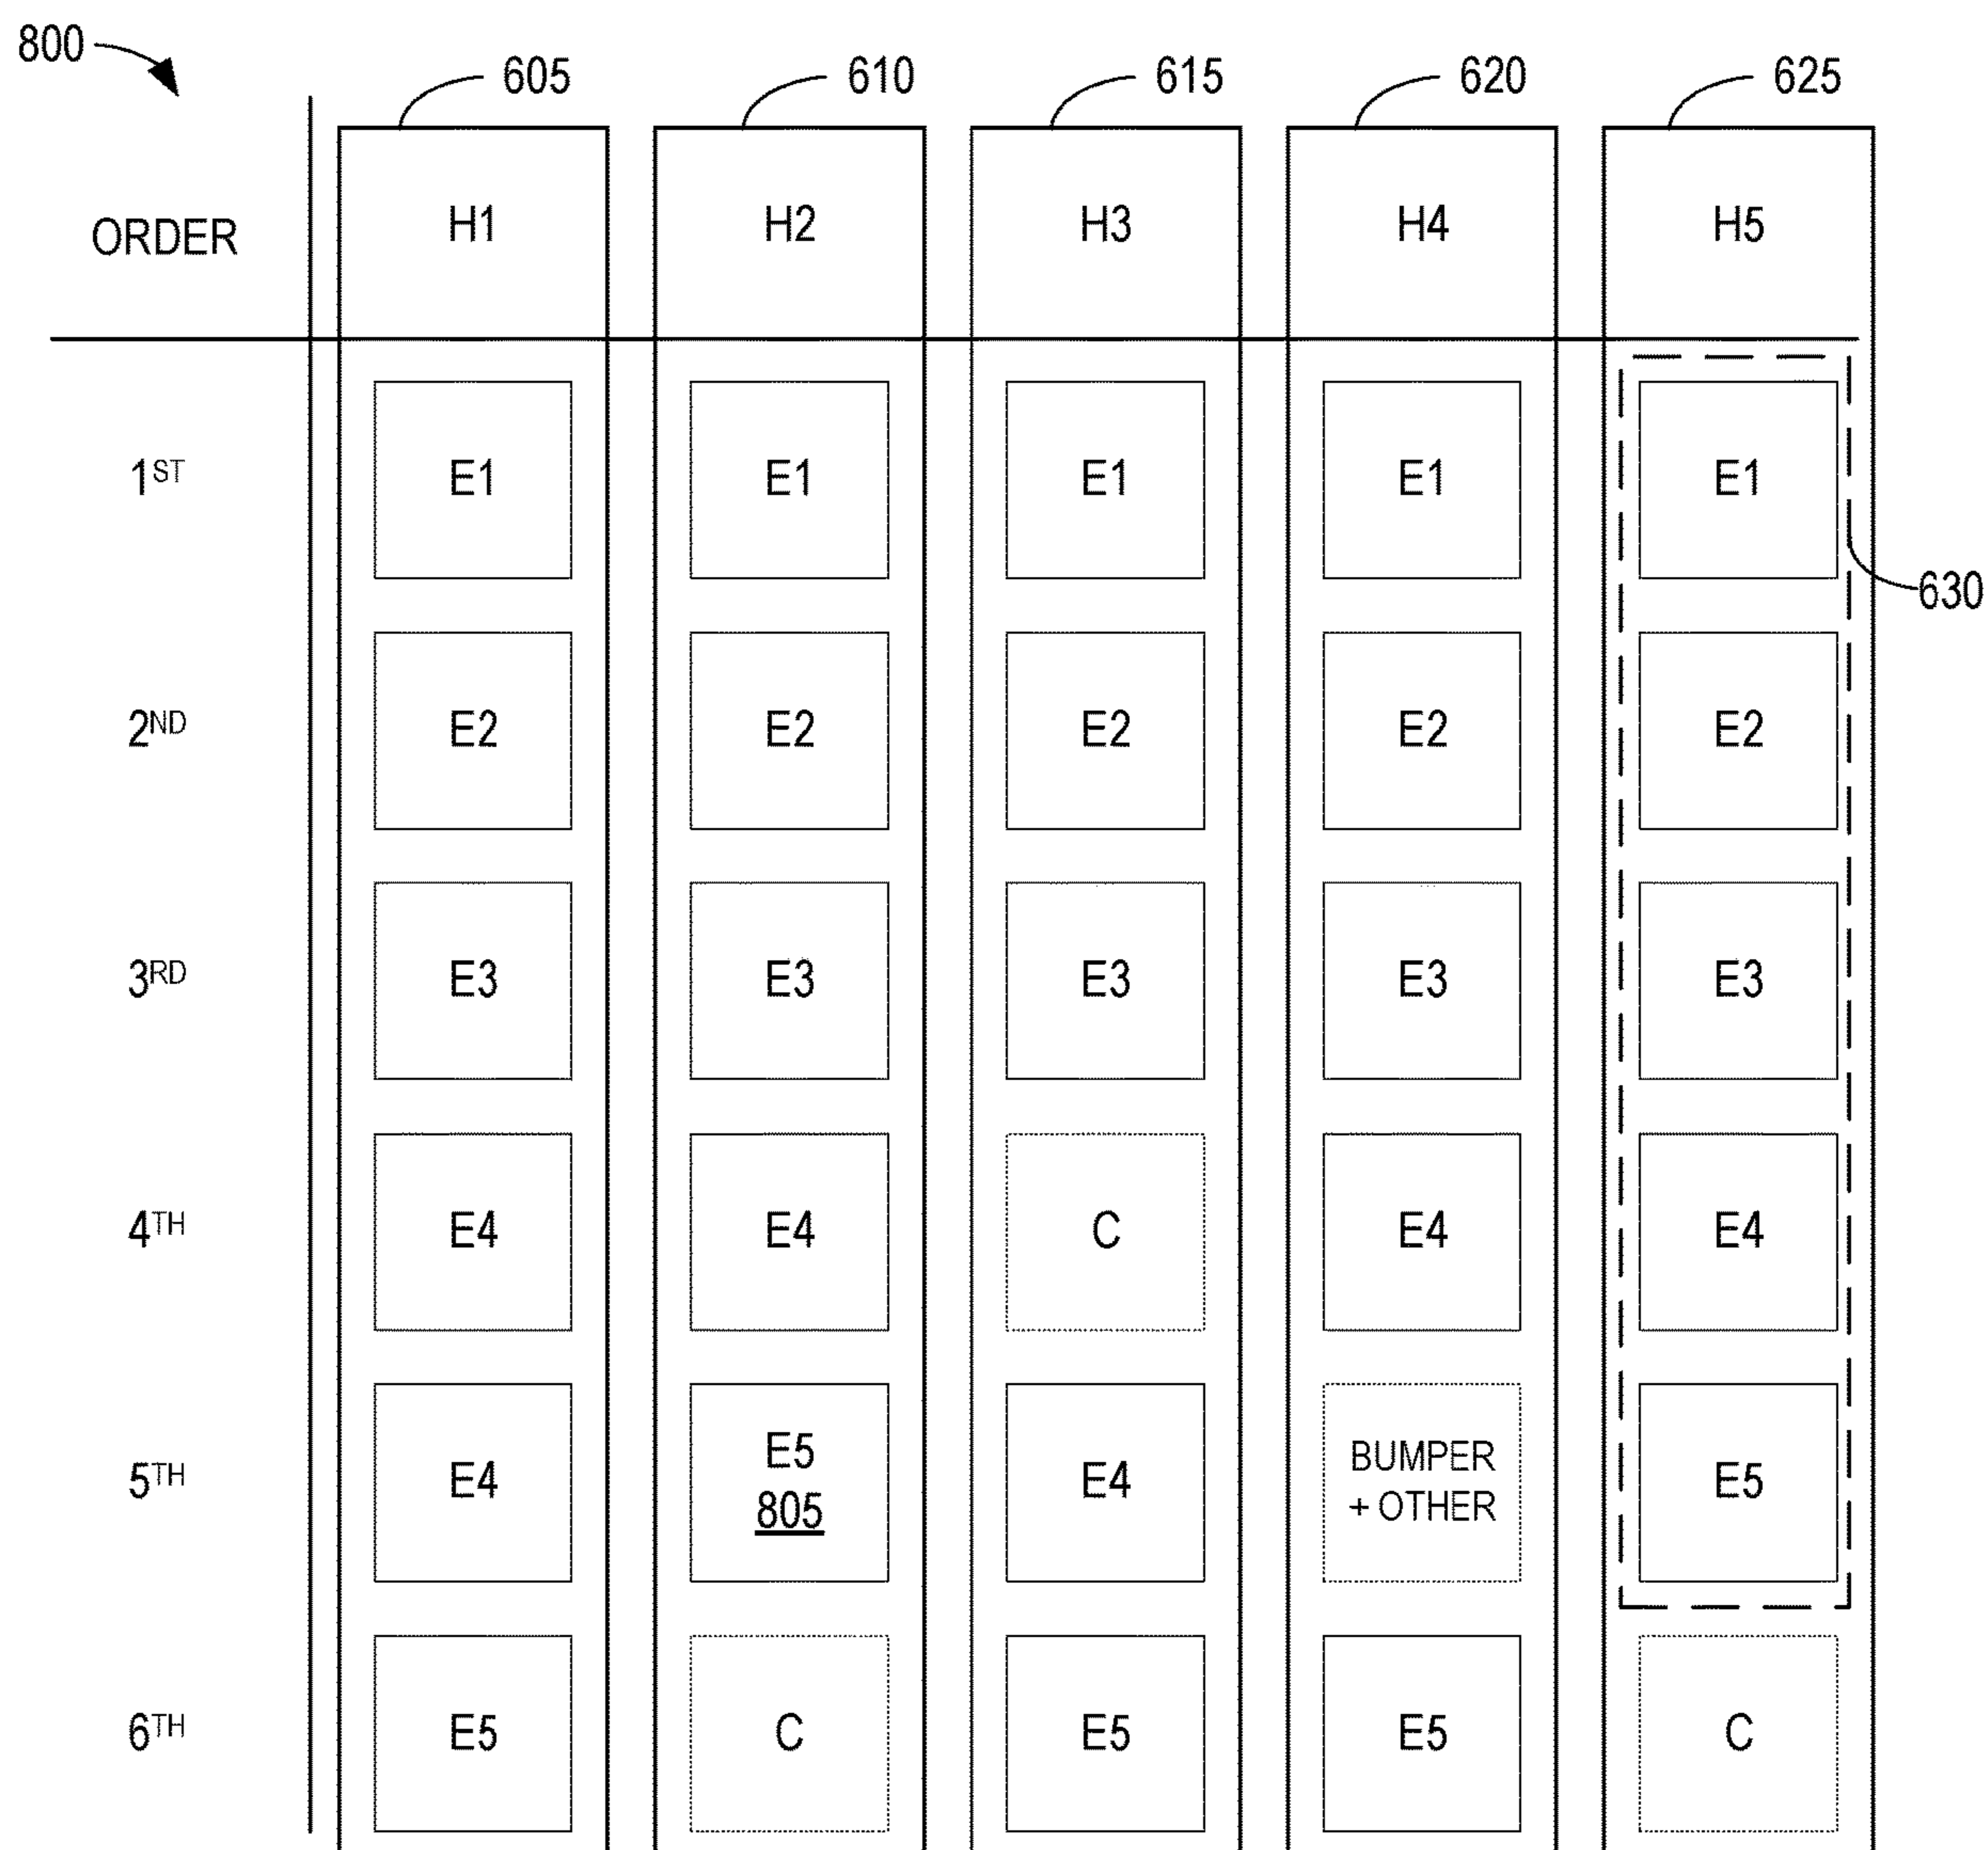 800
605 610 615 620 625
ORDER H1 H2 H3 H4 H5
1ST E1 E1 E1 E1 E1
630
2ND E2 E2 E2 E2 E2
3RD E3 E3 E3 E3 E3
4TH E4 E4 C E4 E4
5TH E4 E5 805 E4 BUMPER + OTHER E5
6TH E5 C E5 E5 C